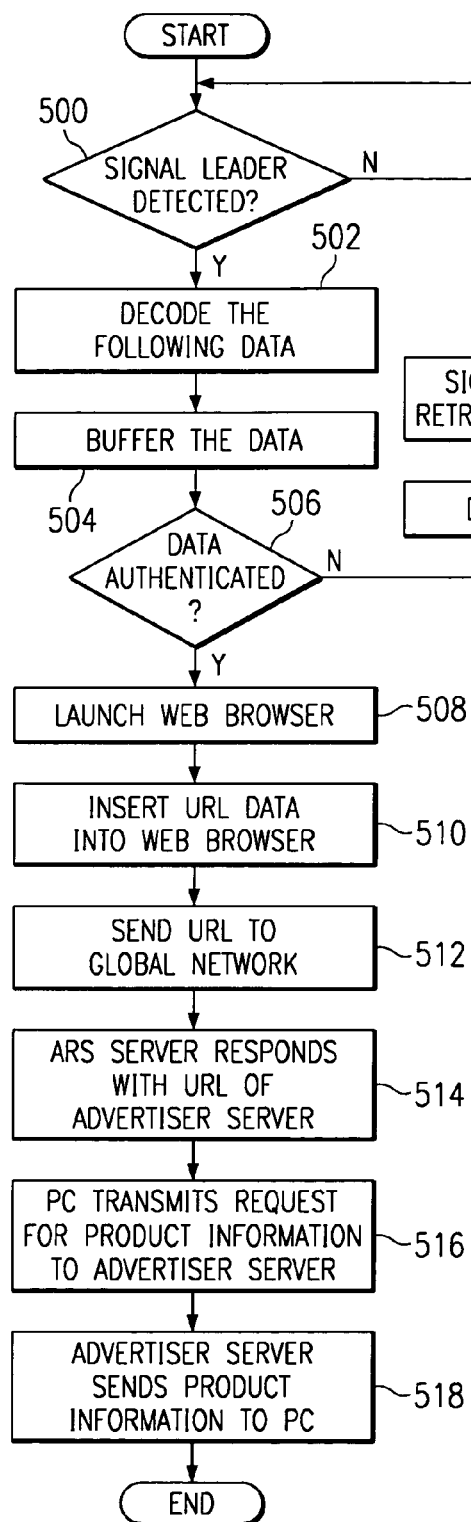 START
500
SIGNAL LEADER
DETECTED?
N
Y
502
DECODE THE
FOLLOWING DATA
BUFFER THE DATA
504
506
DATA
AUTHENTICATED
?
N
Y
LAUNCH WEB BROWSER
508
INSERT URL DATA
INTO WEB BROWSER
510
SEND URL TO
GLOBAL NETWORK
512
ARS SERVER RESPONDS
WITH URL OF
ADVERTISER SERVER
514
PC TRANSMITS REQUEST
FOR PRODUCT INFORMATION
TO ADVERTISER SERVER
516
ADVERTISER SERVER
SENDS PRODUCT
INFORMATION TO PC
518
END